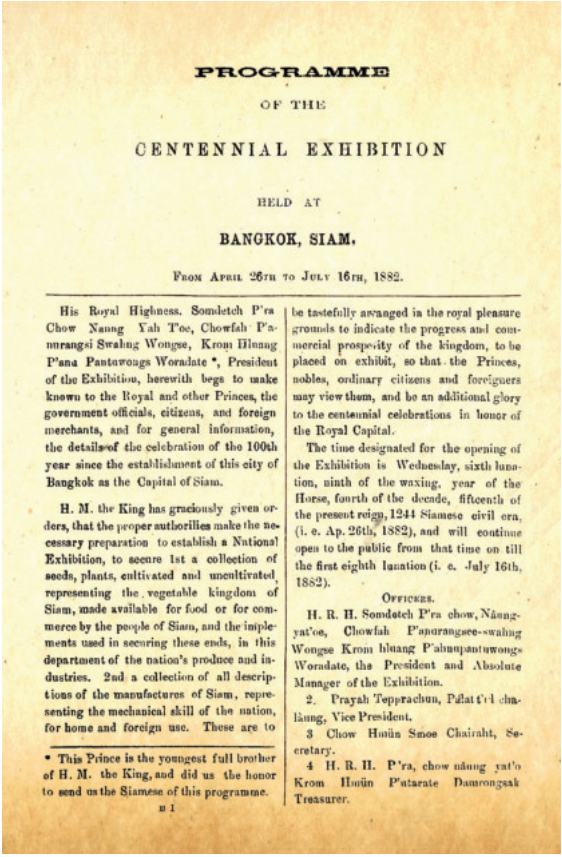 PROGRAMME
OF THE
CENTENNIAL EXHIBITION
HELD AT
BANGKOK, SIAM.
FROM APRIL 26TH TO JULY 16TH, 1882.
His Royal Highness. Somdetch P'ra
Chow Naung Yah T'oe, Chowfah P'a-
nurangsi Swahng Wongse, Krom Hluang
P'anu Pantuwongs Woradate *, President
of the Exhibition, herewith begs to make
known to the Royal and other Princes, the
government officials, citizens, and foreign
merchants, and for general information,
the details of the celebration of the 100th
year since the establishment of this city of
Bangkok as the Capital of Siam.
H. M. the King has graciously given or-
ders, that the proper authorilies make the ne-
cessary preparation to establish a National
Exhibition, to secure 1st a collection of
seeds, plants, cultivated and uncultivated,
representing the vegetable kingdom of
Siam, made available for food or for com-
merce by the people of Siam, and the imple-
ments used in securing these ends, in this
department of the nation's produce and in-
dustries. 2nd a collection of all descrip-
tions of the manufactures of Siam, repre-
senting the mechanical skill of the nation,
for home and foreign use. These are to
* This Prince is the youngest full brother
of H. M. the King, and did us the honor
to send us the Siamese of this programme.
be tastefully arranged in the royal pleasure
grounds to indicate the progress and com-
mercial prosperity of the kingdom, to be
placed on exhibit, so that the Princes,
nobles, ordinary citizens and foreigners
may view them, and be an additional glory
to the centennial celebrations in honor of
the Royal Capital.
The time designated for the opening of
the Exhibition is Wednesday, sixth luna-
tion, ninth of the waxing, year of the
Horse, fourth of the decade, fifteenth of
the present reign, 1244 Siamese civil era,
(i. e. Ap. 26th, 1882), and will continue
open to the public from that time on till
the first eighth lunation (i. e. July 16th,
1882).
OFFICERS.
H. R. H. Somdetch P'ra chow, Náung-
yat'oe, Chowfah P'anurangsee-swahng
Wongse Krom hluang P'ahnupantuwongs
Woradate, the President and Absolute
Manager of the Exhibition.
2. Prayah Tepprachun, cha-
làung, Vice President.
3 Chow Hmün Smoe Chairaht, Se-
cretary.
4 H. R. H. P'ra, chow náung yat'o
Krom Hmün P'utarate Damrongsak
Treasurer.